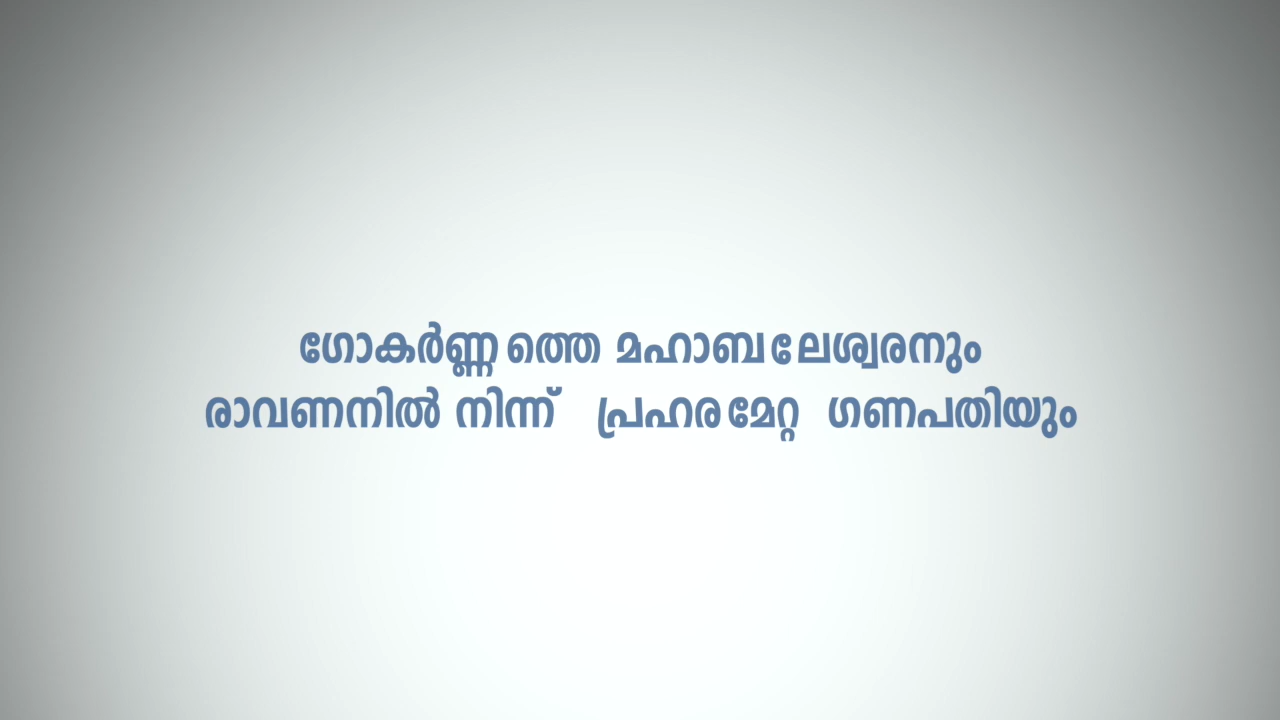 ഗോകർണ്ണത്തെ മഹാബലേശ്വരനും
രാവണനിൽ നിന്ന് പ്രഹരമേറ്റ ഗണപതിയും